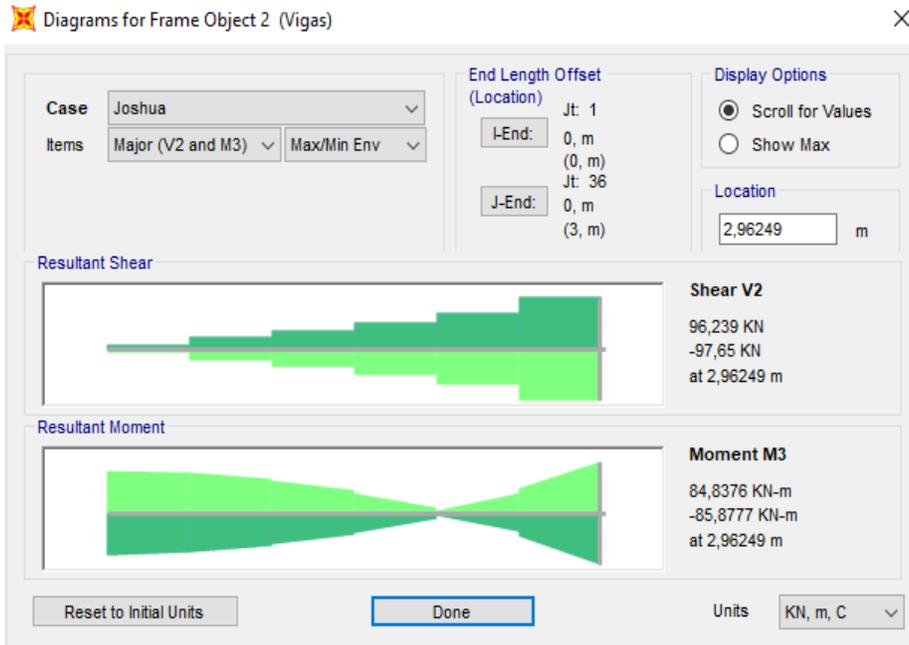 Diagrams for Frame Object 2 (Vigas)
Case Joshua
Items Major (V2 and M3) Max/Min Env
End Length Offset
(Location)
I-End:
Jt: 1
0, m
(0, m)
J-End:
Jt: 36
0, m
(3, m)
Display Options
Scroll for Values
Show Max
Location
2,96249 m
Resultant Shear
Shear V2
96,239 KN
-97,65 KN
at 2,96249 m
Resultant Moment
Moment M3
84,8376 KN-m
-85,8777 KN-m
at 2,96249 m
Reset to Initial Units
Done
Units KN, m, C